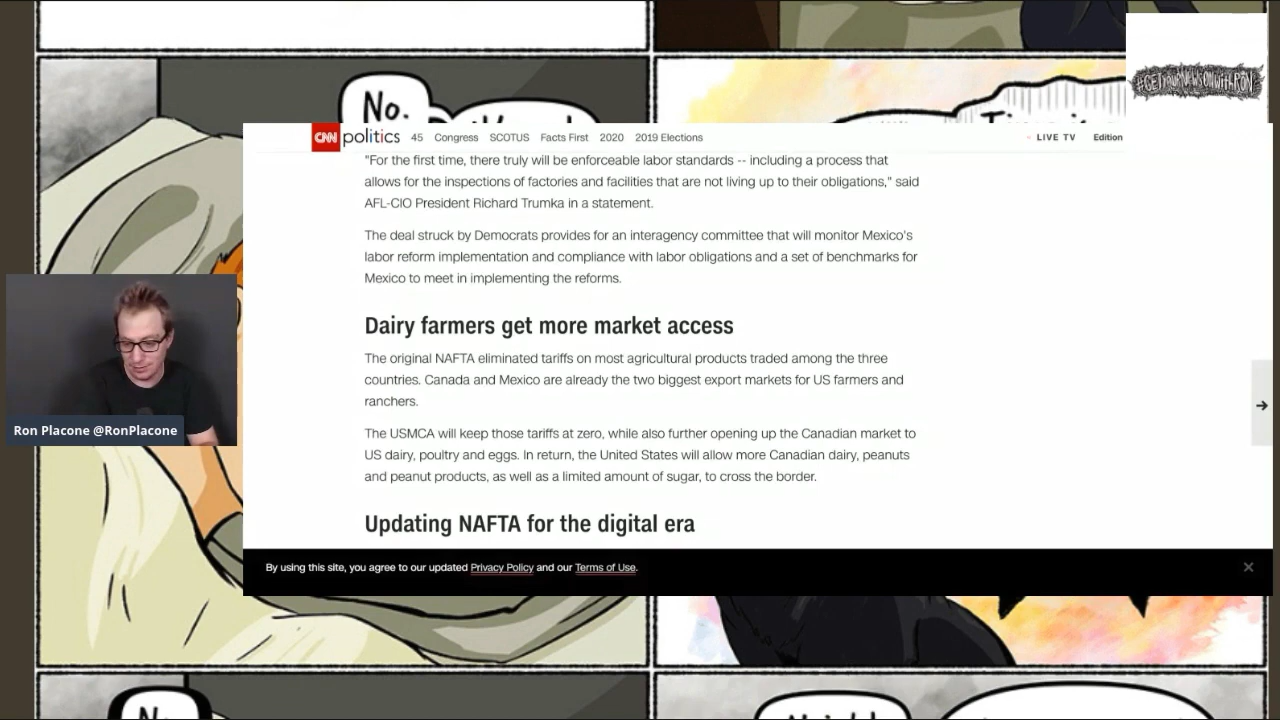 No.
#GETYOURNEWSONWITHRON
CNN politics 45 Congress SCOTUS Facts First 2020 2019 Elections LIVE TV Edition
"For the first time, there truly will be enforceable labor standards -- including a process that
allows for the inspections of factories and facilities that are not living up to their obligations," said
AFL-CIO President Richard Trumka in a statement.
The deal struck by Democrats provides for an interagency committee that will monitor Mexico's
labor reform implementation and compliance with labor obligations and a set of benchmarks for
Mexico to meet in implementing the reforms.
Dairy farmers get more market access
The original NAFTA eliminated tariffs on most agricultural products traded among the three
countries. Canada and Mexico are already the two biggest export markets for US farmers and
ranchers.
Ron Placone @RonPlacone
The USMCA will keep those tariffs at zero, while also further opening up the Canadian market to
US dairy, poultry and eggs. In return, the United States will allow more Canadian dairy, peanuts
and peanut products, as well as a limited amount of sugar, to cross the border.
Updating NAFTA for the digital era
By using this site, you agree to our updated Privacy Policy and our Terms of Use.